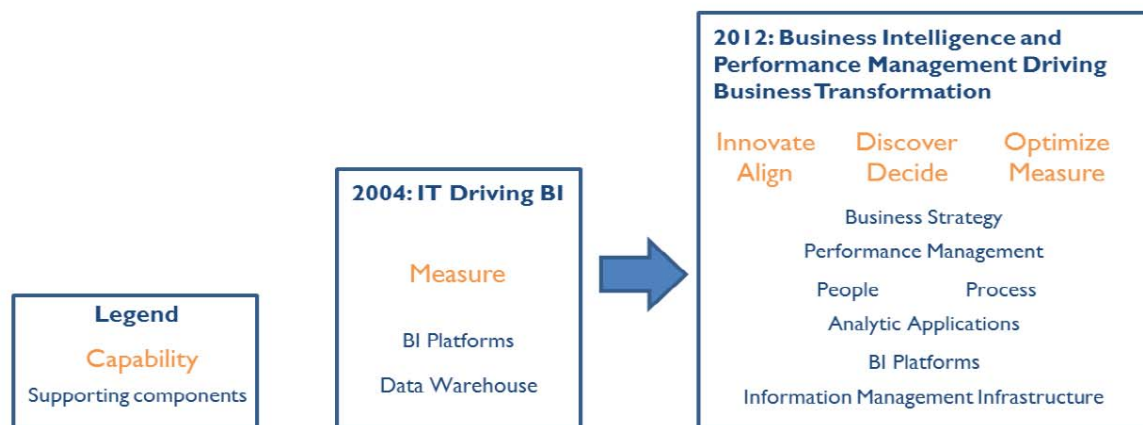 Legend
Capability
Supporting components
2004: IT Driving BI
Measure
BI Platforms
Data Warehouse
2012: Business Intelligence and
Performance Management Driving
Business Transformation
Innovate Discover Optimize
Align Decide Measure
Business Strategy
Performance Management
People Process
Analytic Applications
BI Platforms
Information Management Infrastructure